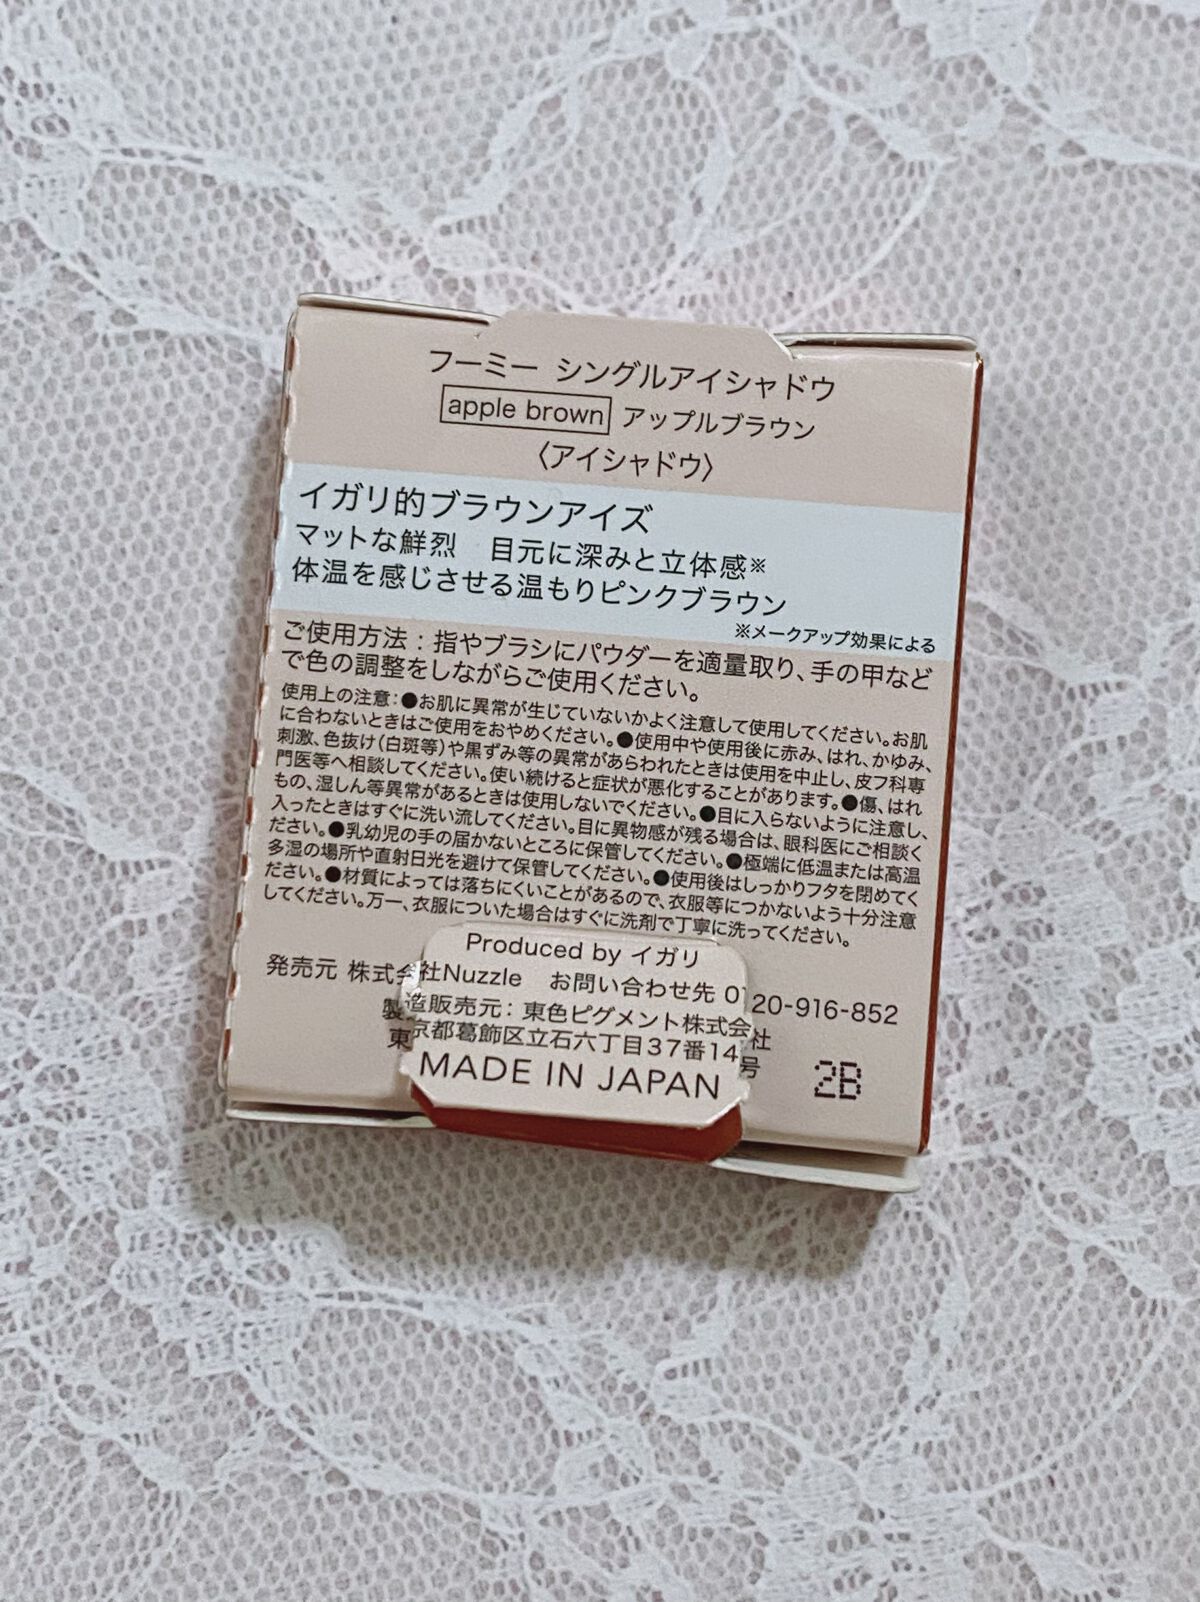 フーミー シングルアイシャドウ
apple brown アップルブラウン
〈アイシャドウ〉
イガリ的ブラウンアイズ
マットな鮮烈 目元に深みと立体感※
体温を感じさせる温もりピンクブラウン
※メークアップ効果による
ご使用方法：指やブラシにパウダーを適量取り、手の甲など
で色の調整をしながらご使用ください。
使用上の注意：●お肌に異常が生じていないかよく注意して使用してください。お肌
に合わないときはご使用をおやめください。●使用中や使用後に赤み、はれ、かゆみ、
刺激、色抜け(白斑等)や黒ずみ等の異常があらわれたときは使用を中止し、皮フ科専
門医等へ相談してください。使い続けると症状が悪化することがあります。●傷、はれ
もの、湿しん等異常があるときは使用しないでください。●目に入らないように注意し、
入ったときはすぐに洗い流してください。目に異物感が残る場合は、眼科医にご相談く
ださい。●乳幼児の手の届かないところに保管してください。●極端に低温または高温
多湿の場所や直射日光を避けて保管してください。●使用後はしっかりフタを閉めてく
ださい。●材質によっては落ちにくいことがあるので、衣服等につかないよう十分注意
してください。万一、衣服についた場合はすぐに洗剤で丁寧に洗ってください。
Produced by イガリ
発売元 株式会社Nuzzle お問い合わせ先 0120-916-852
製造販売元：東色ピグメント株式会社
東京都葛飾区立石六丁目37番14号
MADE IN JAPAN
2B